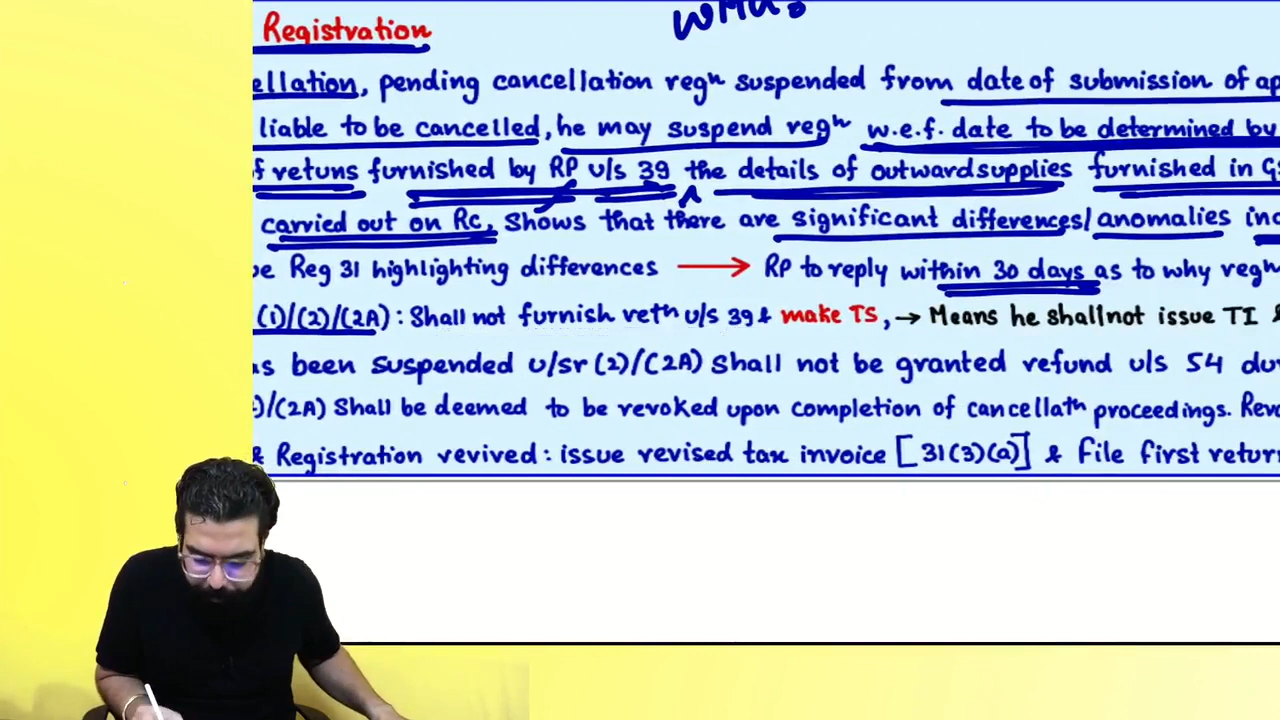 Registration
ellation, pending cancellation regn suspended from date of submission of ap
liable to be cancelled, he may suspend regn w.e.f. date to be determined by
f retuns furnished by RP u/s 39 the details of outward supplies furnished in G
carried out on RC, Shows that there are significant differences/anomalies in
e Reg 31 highlighting differences → RP to reply within 30 days as to why regn
(1)/(2)/(2A): Shall not furnish retn u/s 39 & make TS, → Means he shall not issue TI &
as been suspended u/sr (2)/(2A) Shall not be granted refund u/s 54 du
)/(2A) Shall be deemed to be revoked upon completion of cancellatn proceedings. Rev
& Registration revived: issue revised tax invoice [31(3)(a)] & File first return